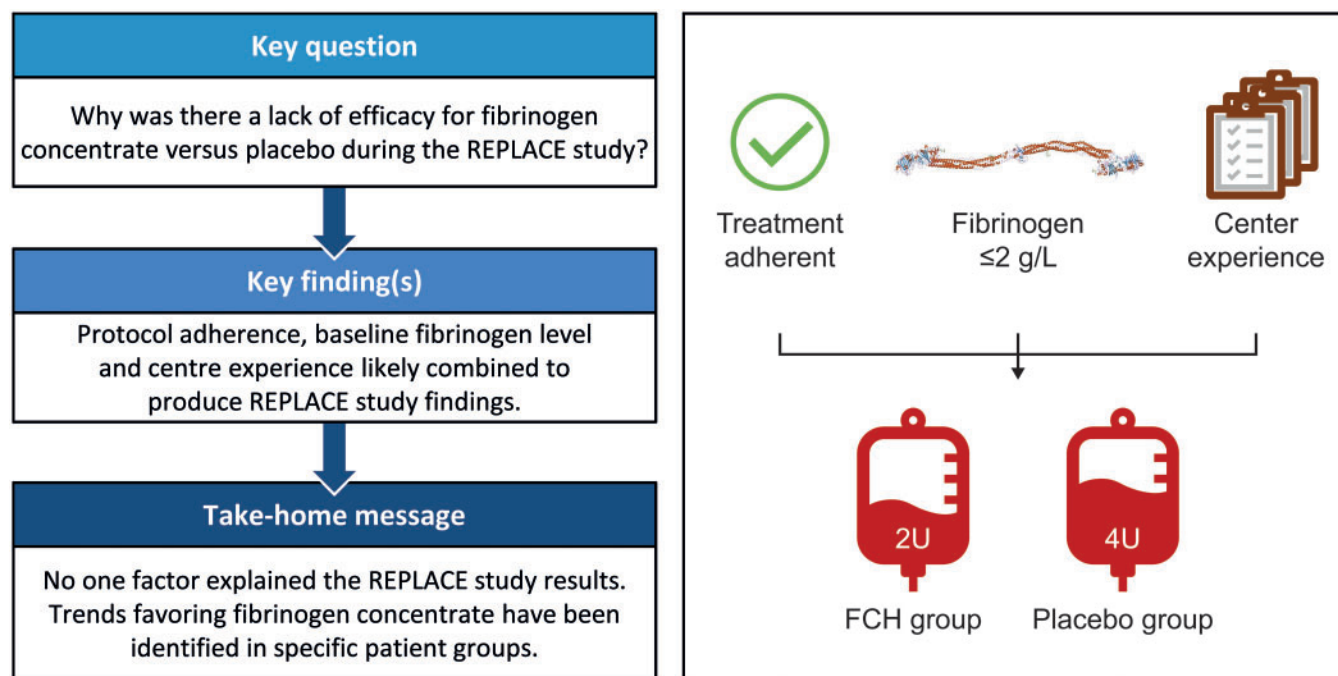 Key question
Why was there a lack of efficacy for fibrinogen
concentrate versus placebo during the REPLACE study?
Key finding(s)
Protocol adherence, baseline fibrinogen level
and centre experience likely combined to
produce REPLACE study findings.
Take-home message
No one factor explained the REPLACE study results.
Trends favoring fibrinogen concentrate have been
identified in specific patient groups.
Treatment
adherent
Fibrinogen
≤2 g/L
Center
experience
2U
4U
FCH group
Placebo group